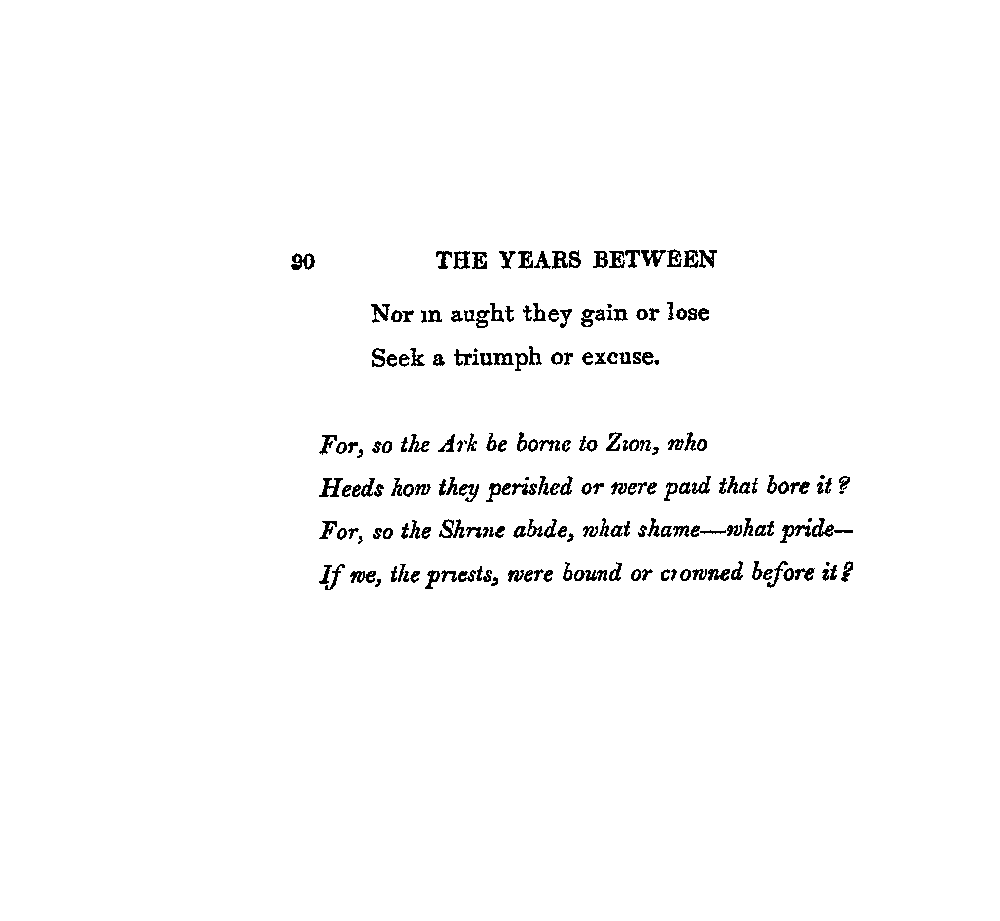 90 THE YEARS BETWEEN
Nor in aught they gain or lose
Seek a triumph or excuse.
For, so the Ark be borne to Zion, who
Heeds how they perished or were paid that bore it?
For, so the Shrine abide, what shame—what pride—
If we, the priests, were bound or crowned before it?